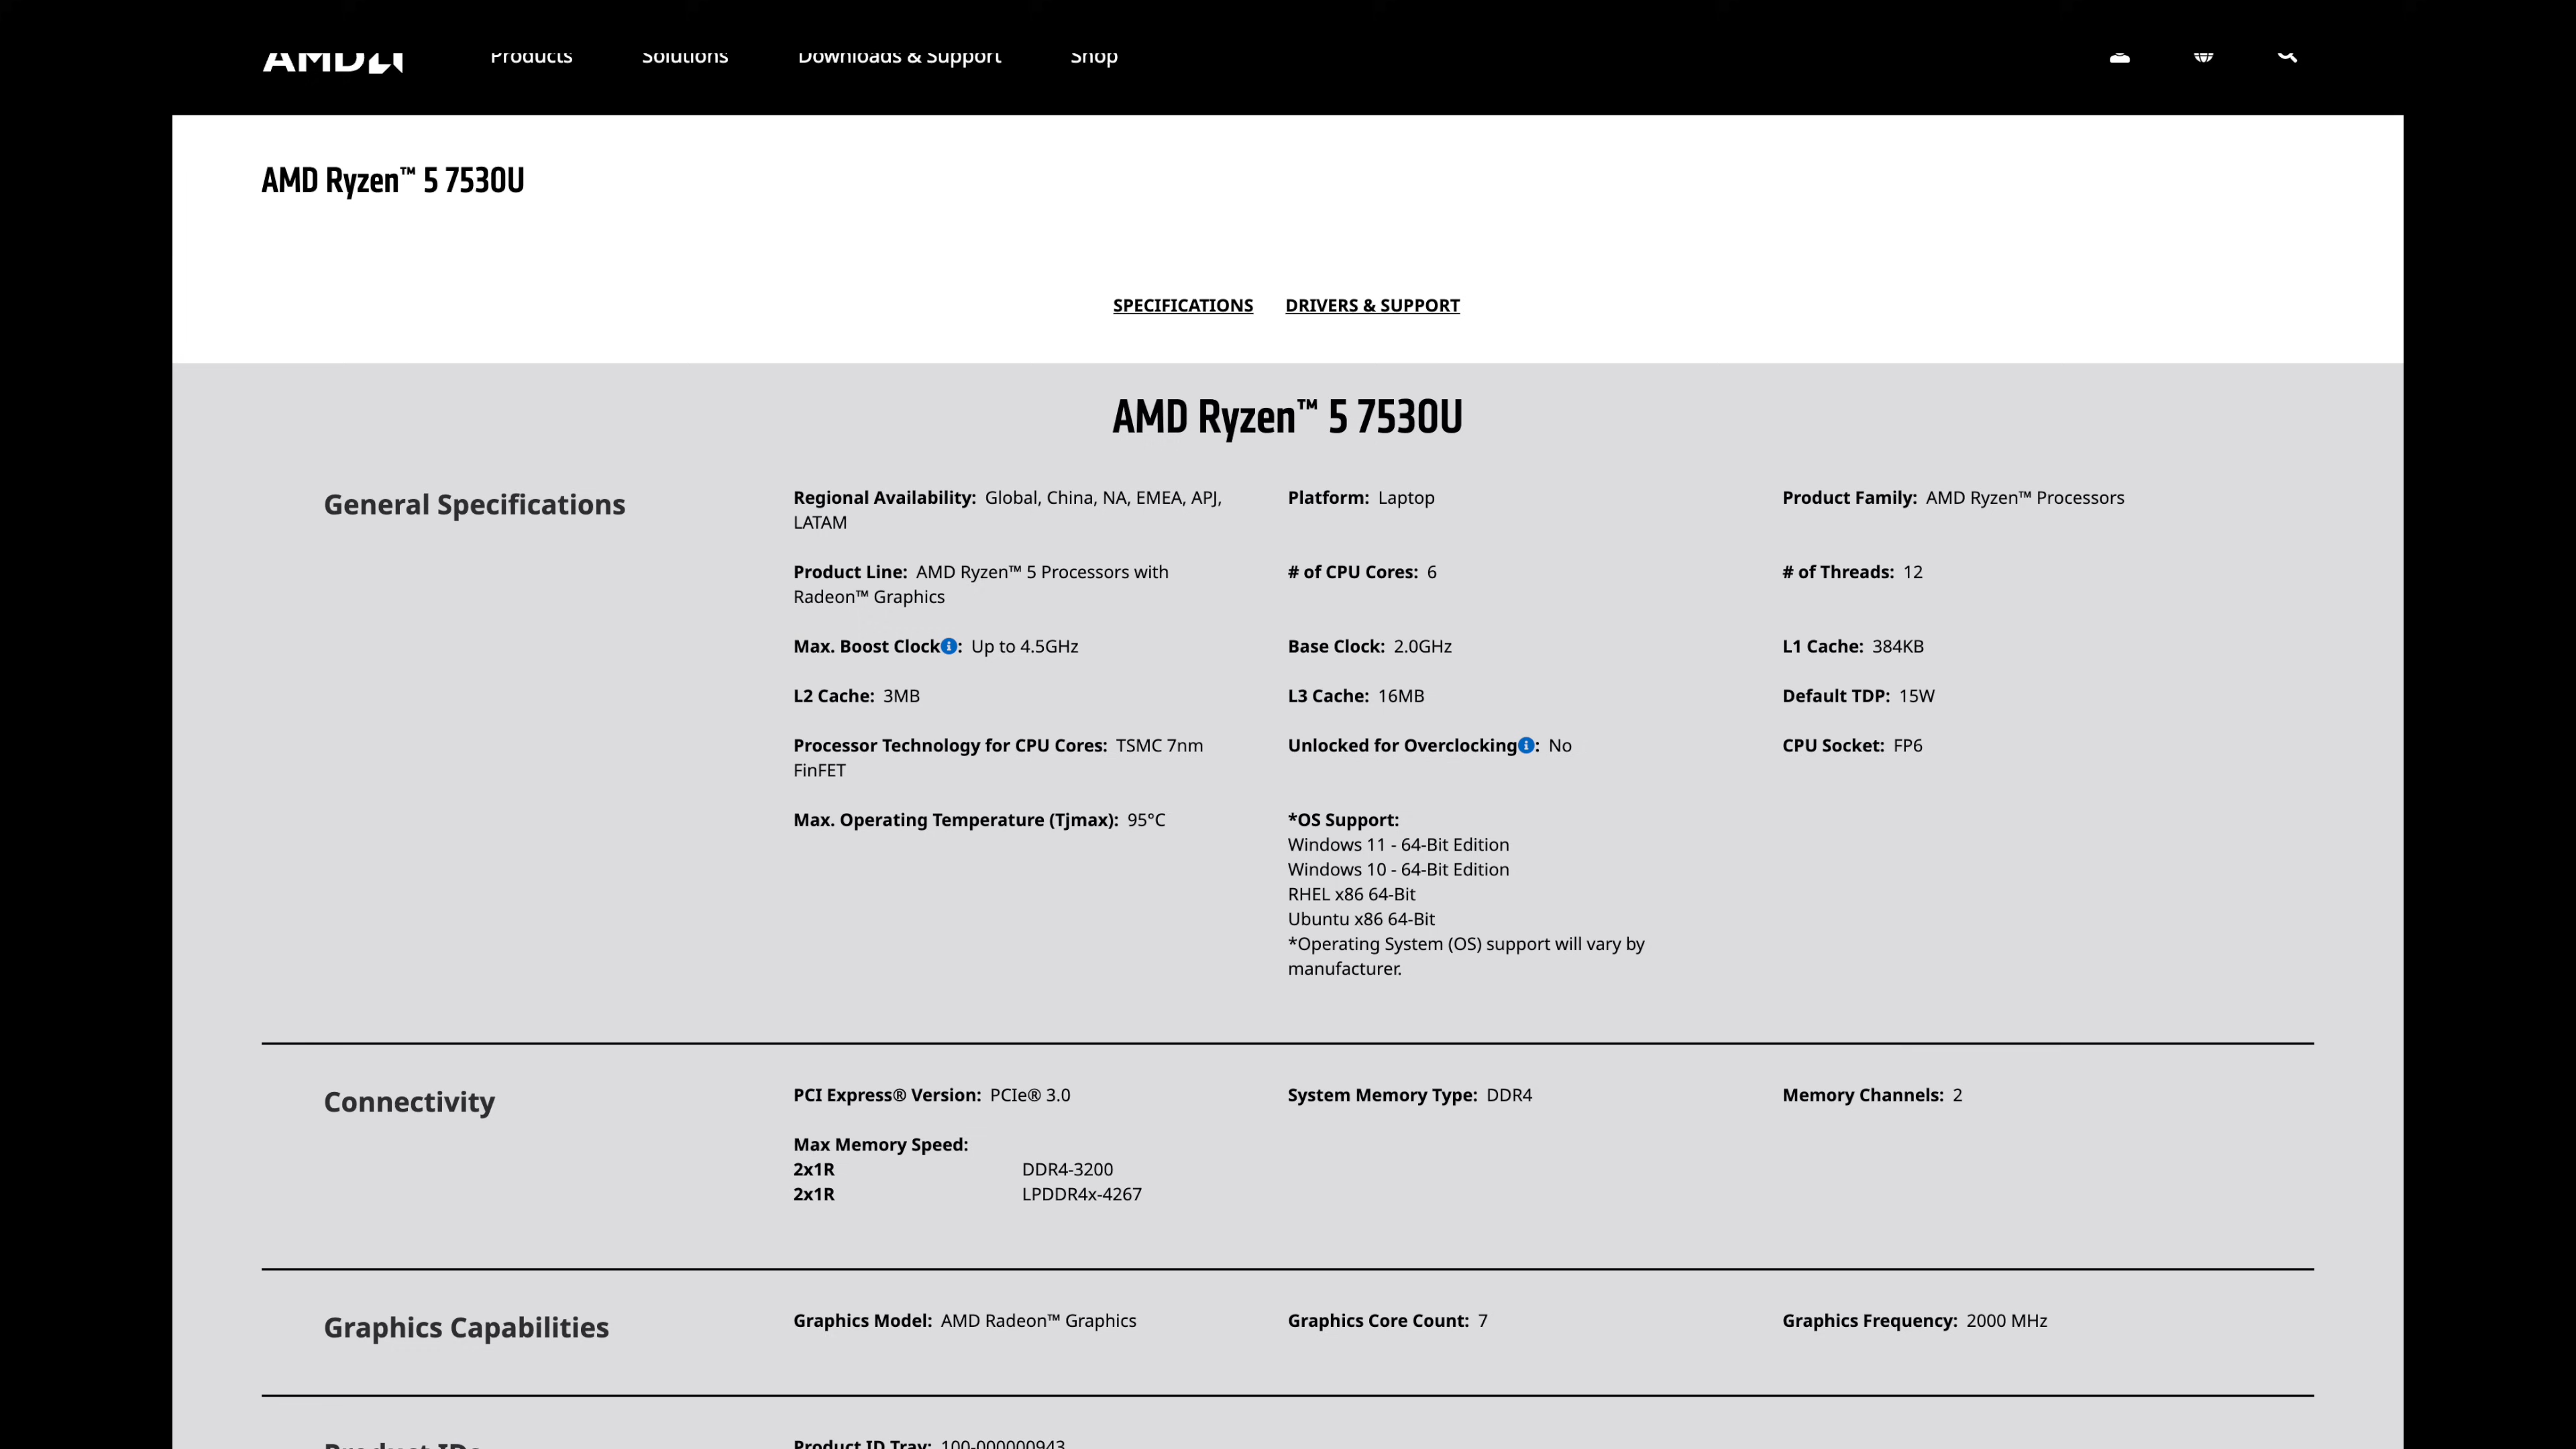 AMD
Products Solutions Downloads & Support Shop
AMD Ryzen™ 5 7530U
SPECIFICATIONS DRIVERS & SUPPORT
AMD Ryzen™ 5 7530U
General Specifications
Regional Availability: Global, China, NA, EMEA, APJ,
LATAM
Platform: Laptop
Product Family: AMD Ryzen™ Processors
Product Line: AMD Ryzen™ 5 Processors with
Radeon™ Graphics
# of CPU Cores: 6
# of Threads: 12
Max. Boost Clock: Up to 4.5GHz
Base Clock: 2.0GHz
L1 Cache: 384KB
L2 Cache: 3MB
L3 Cache: 16MB
Default TDP: 15W
Processor Technology for CPU Cores: TSMC 7nm
FinFET
Unlocked for Overclocking: No
CPU Socket: FP6
Max. Operating Temperature (Tjmax): 95°C
*OS Support:
Windows 11 - 64-Bit Edition
Windows 10 - 64-Bit Edition
RHEL x86 64-Bit
Ubuntu x86 64-Bit
*Operating System (OS) support will vary by
manufacturer.
Connectivity
PCI Express® Version: PCIe® 3.0
System Memory Type: DDR4
Memory Channels: 2
Max Memory Speed:
2x1R DDR4-3200
2x1R LPDDR4x-4267
Graphics Capabilities
Graphics Model: AMD Radeon™ Graphics
Graphics Core Count: 7
Graphics Frequency: 2000 MHz
Product IDs
Product ID Tray: 100-000000943